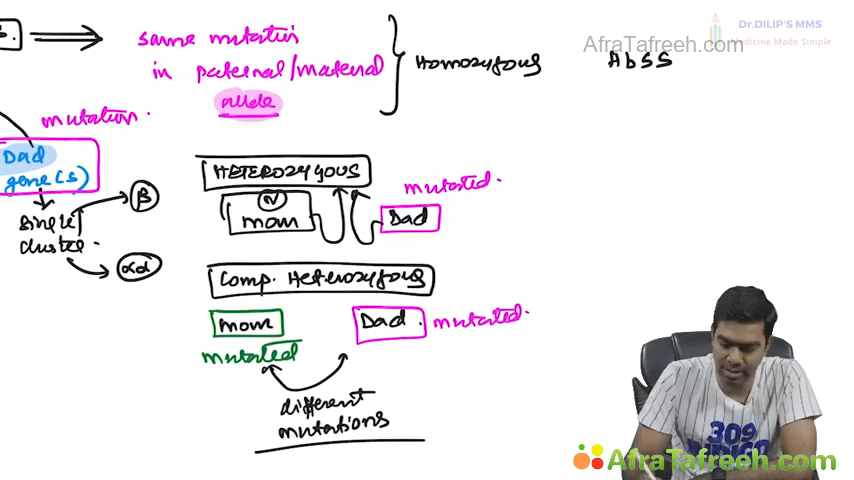 Dr.DILIP'S MMS
Medicine Made Simple
AfraTafreeh.com
same mutation
in paternal/maternal
allele
Homozygous
Abss
mutation.
Dad
gene(s)
single
cluster
β
αα
HETEROZYGOUS
mutated.
N
mom
Dad
Comp. Heterozygous
mom
Dad.
mutated.
mutated
different
mutations
309
AfraTafreeh.com